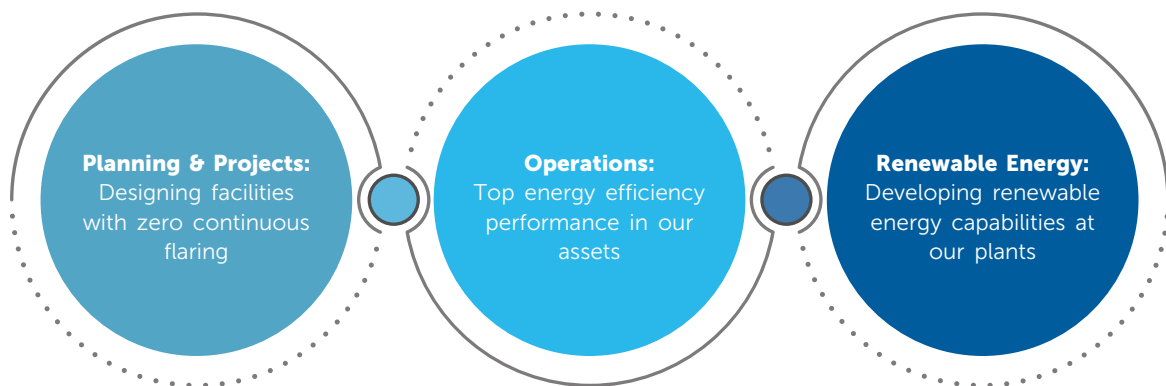 Planning & Projects:
Designing facilities
with zero continuous
flaring
Operations:
Top energy efficiency
performance in our
assets
Renewable Energy:
Developing renewable
energy capabilities at
our plants